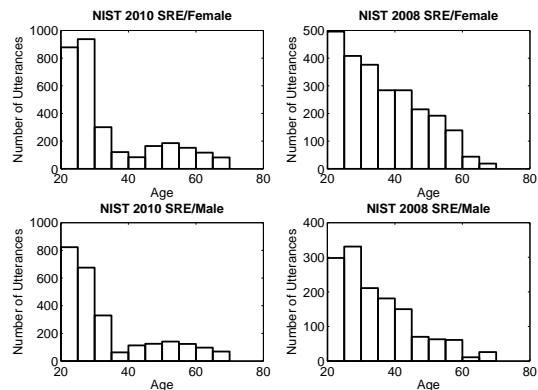 NIST 2010 SRE/Female
1000
800
600
400
200
0
Number of Utterances
20 40 60 80
Age
NIST 2008 SRE/Female
500
400
300
200
100
0
Number of Utterances
20 40 60 80
Age
NIST 2010 SRE/Male
1000
800
600
400
200
0
Number of Utterances
20 40 60 80
Age
NIST 2008 SRE/Male
400
300
200
100
0
Number of Utterances
20 40 60 80
Age